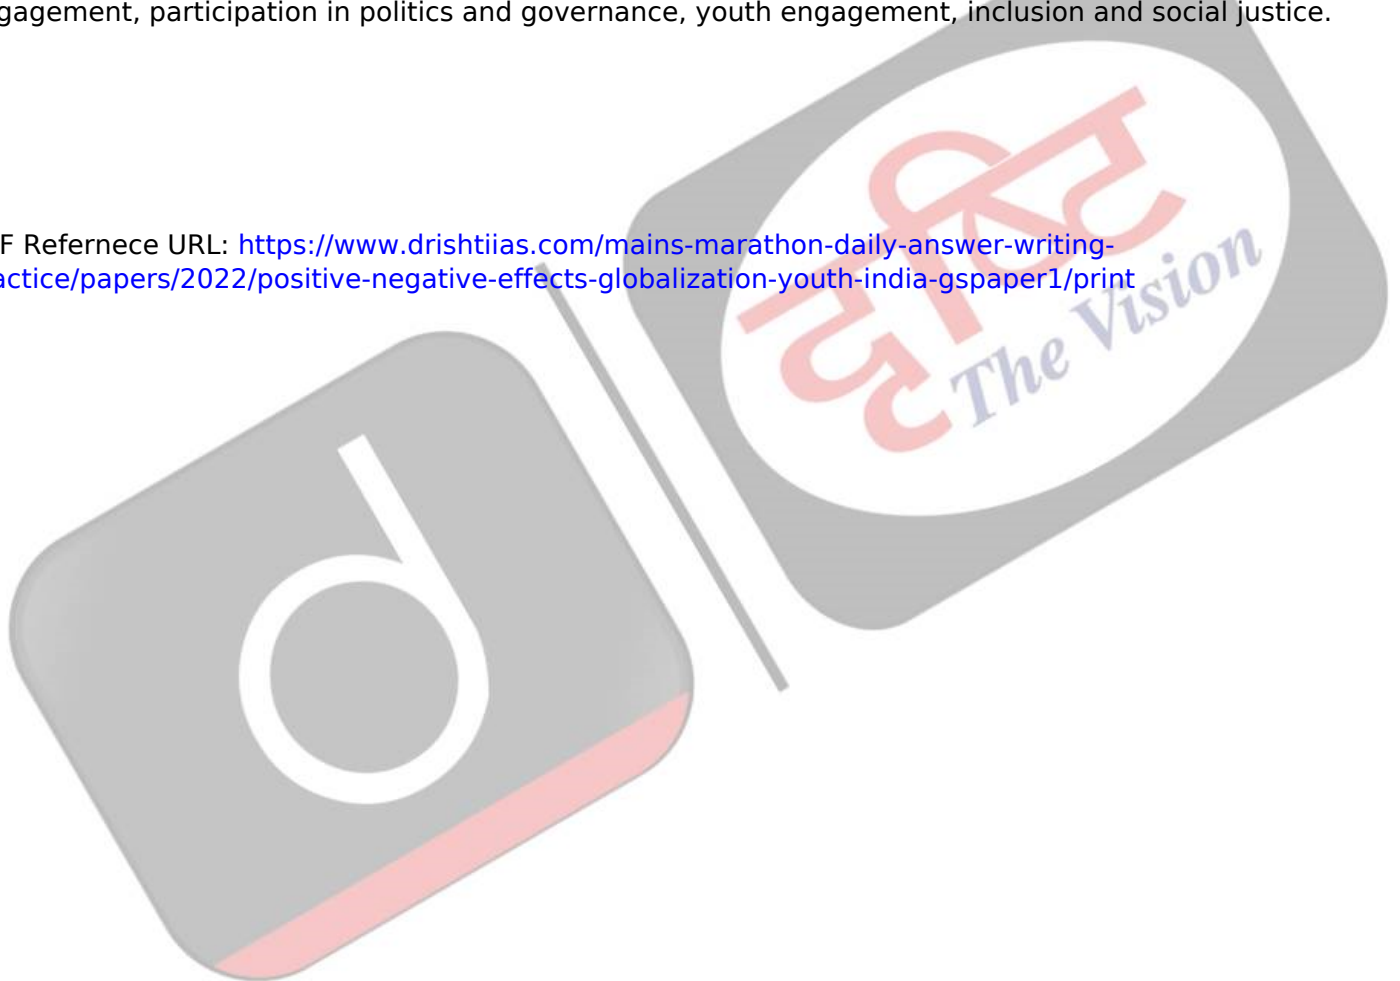 gagement, participation in politics and governance, youth engagement, inclusion and social justice.
F Refernece URL: https://www.drishtiias.com/mains-marathon-daily-answer-writing-
actice/papers/2022/positive-negative-effects-globalization-youth-india-gspaper1/print
d
दृष्टि
The Vision